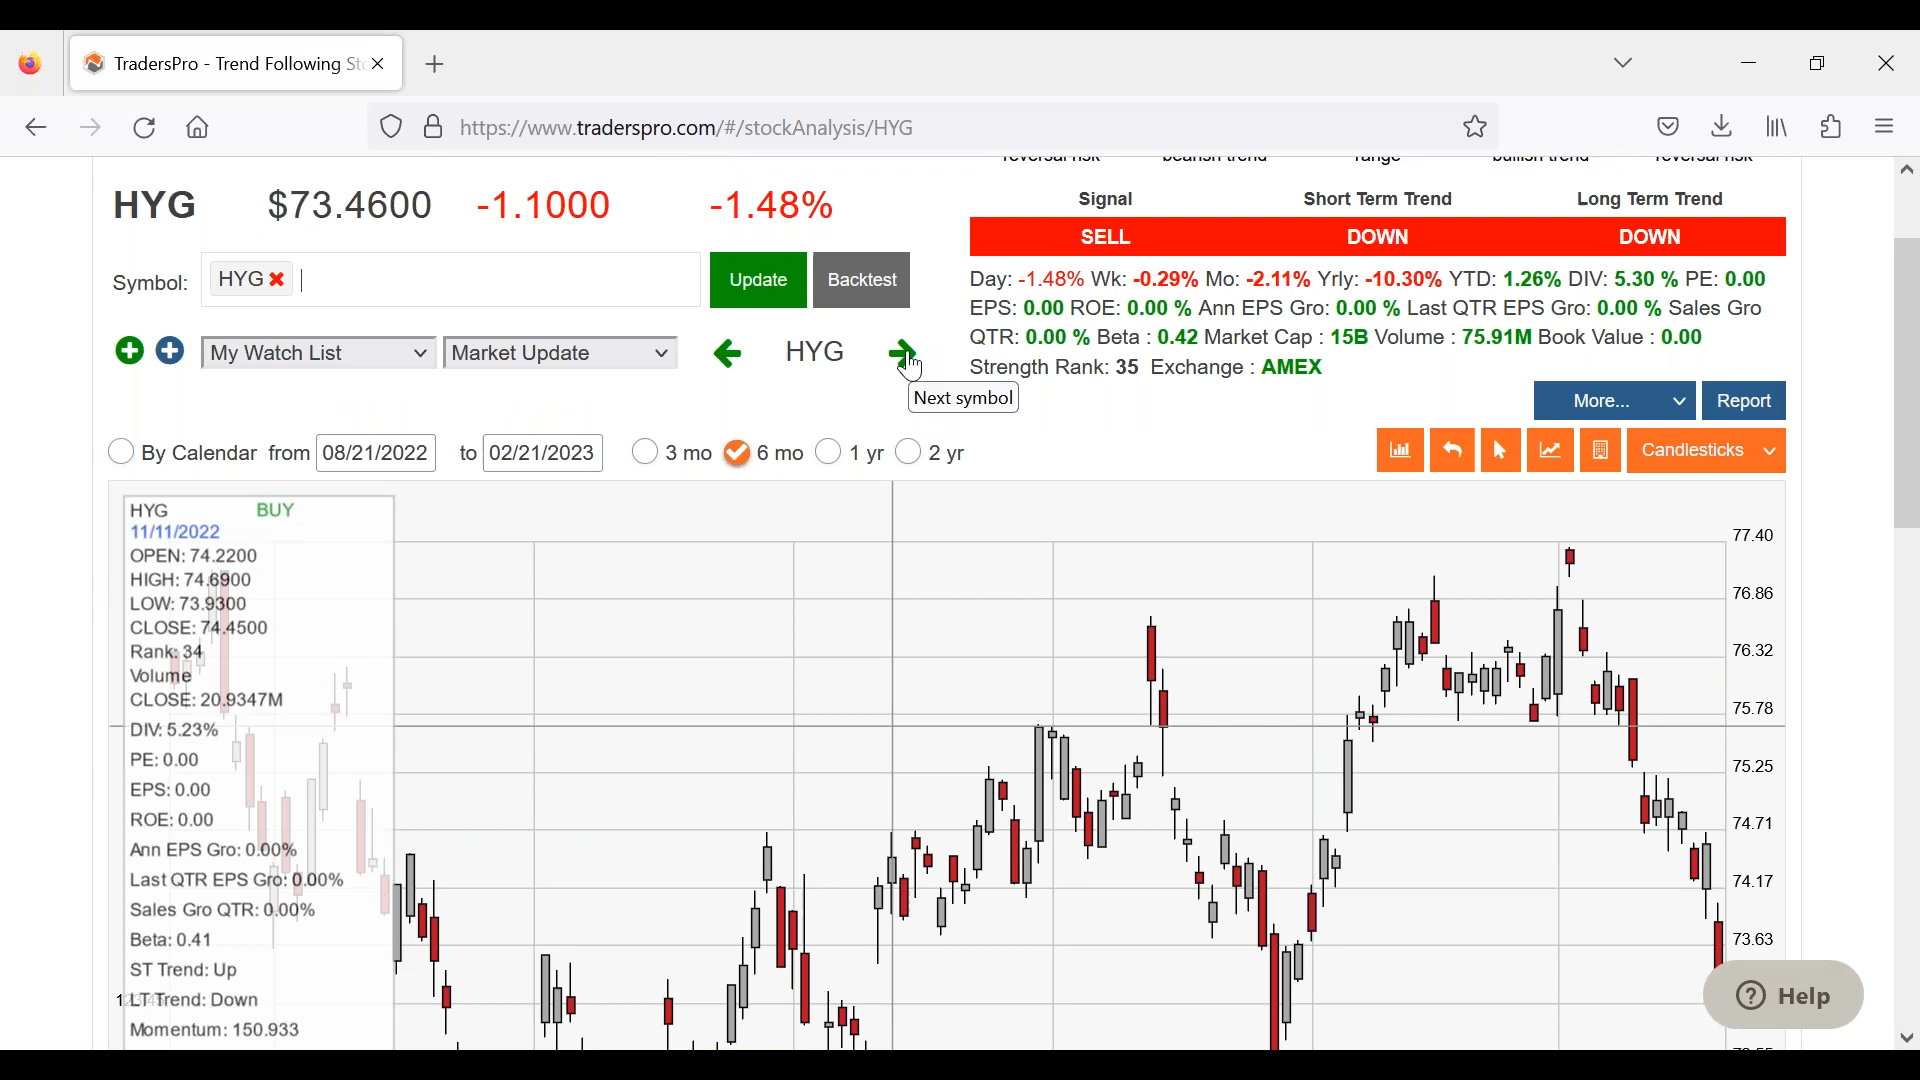 TradersPro - Trend Following Sto
https://www.traderspro.com/#/stockAnalysis/HYG
reversal risk bearish trend range bullish trend reversal risk
HYG $73.4600 -1.1000 -1.48%
Signal Short Term Trend Long Term Trend
SELL DOWN DOWN
Symbol: HYG Update Backtest
Day: -1.48% Wk: -0.29% Mo: -2.11% Yrly: -10.30% YTD: 1.26% DIV: 5.30 % PE: 0.00
EPS: 0.00 ROE: 0.00 % Ann EPS Gro: 0.00 % Last QTR EPS Gro: 0.00 % Sales Gro
QTR: 0.00 % Beta : 0.42 Market Cap : 15B Volume : 75.91M Book Value : 0.00
Strength Rank: 35 Exchange : AMEX
My Watch List Market Update HYG
Next symbol
More... Report
By Calendar from 08/21/2022 to 02/21/2023 3 mo 6 mo 1 yr 2 yr
Candlesticks
HYG BUY
11/11/2022
OPEN: 74.2200
HIGH: 74.6900
LOW: 73.9300
CLOSE: 74.4500
Rank: 34
Volume
CLOSE: 20.9347M
DIV: 5.23%
PE: 0.00
EPS: 0.00
ROE: 0.00
Ann EPS Gro: 0.00%
Last QTR EPS Gro: 0.00%
Sales Gro QTR: 0.00%
Beta: 0.41
ST Trend: Up
LT Trend: Down
Momentum: 150.933
77.40
76.86
76.32
75.78
75.25
74.71
74.17
73.63
Help